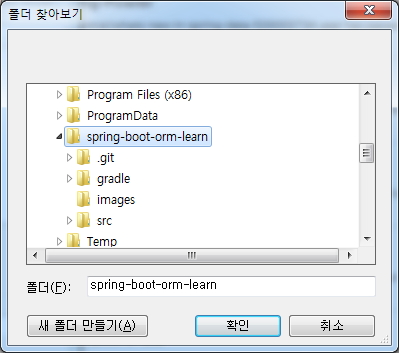 폴더 찾아보기
Program Files (x86)
ProgramData
spring-boot-orm-learn
.git
gradle
images
src
Temp
폴더(F):
spring-boot-orm-learn
새 폴더 만들기(A)
확인
취소